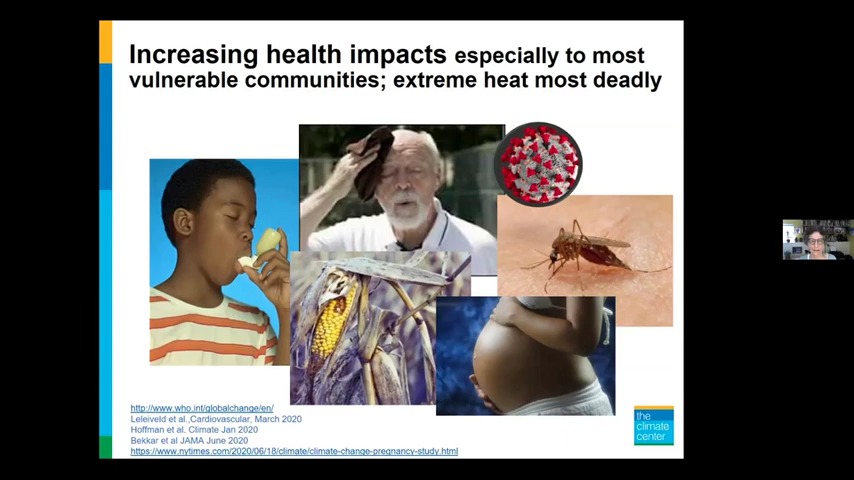 Increasing health impacts especially to most
vulnerable communities; extreme heat most deadly
http://www.who.int/globalchange/en/
Leleiveld et al.,Cardiovascular, March 2020
Hoffman et al. Climate Jan 2020
Bekkar et al JAMA June 2020
https://www.nytimes.com/2020/06/18/climate/climate-change-pregnancy-study.html
the
climate
center